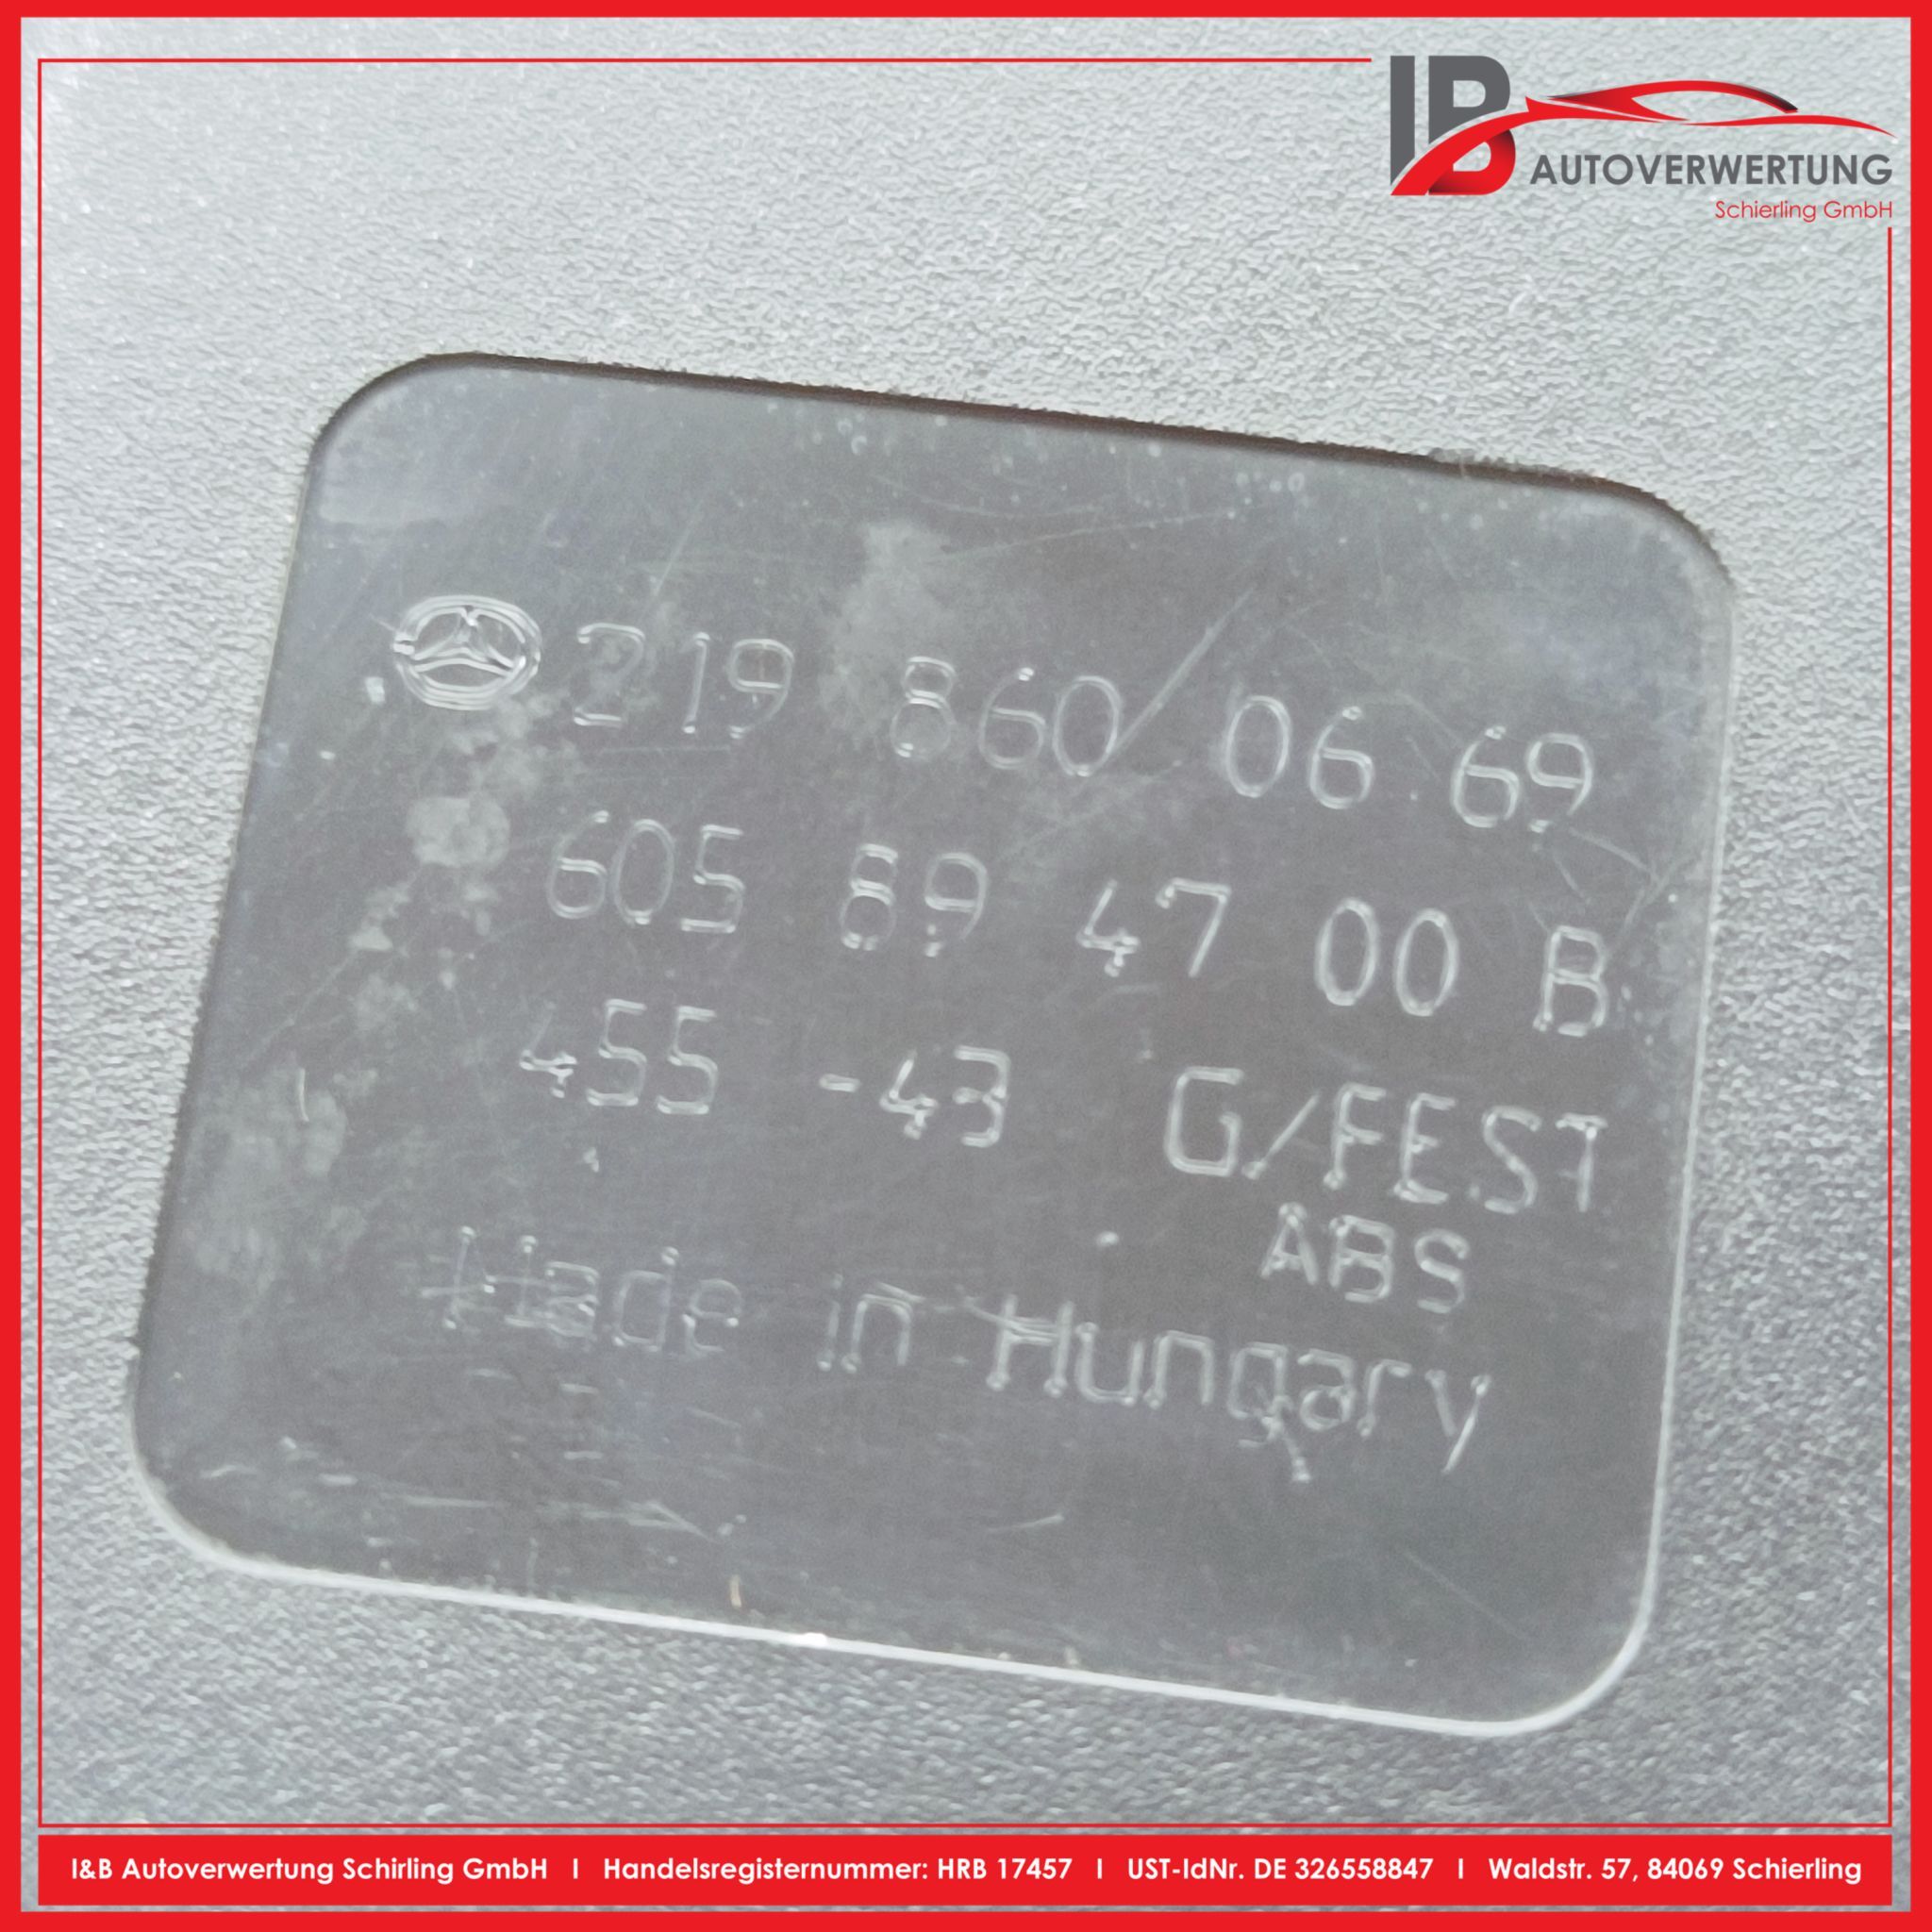 IB
AUTOVERWERTUNG
Schierling GmbH
219 860 06 69
605 89 47 00 B
455 -43 G/FEST
ABS
Made in Hungary
I&B Autoverwertung Schirling GmbH I Handelsregisternummer: HRB 17457 I UST-IdNr. DE 326558847 I Waldstr. 57, 84069 Schierling